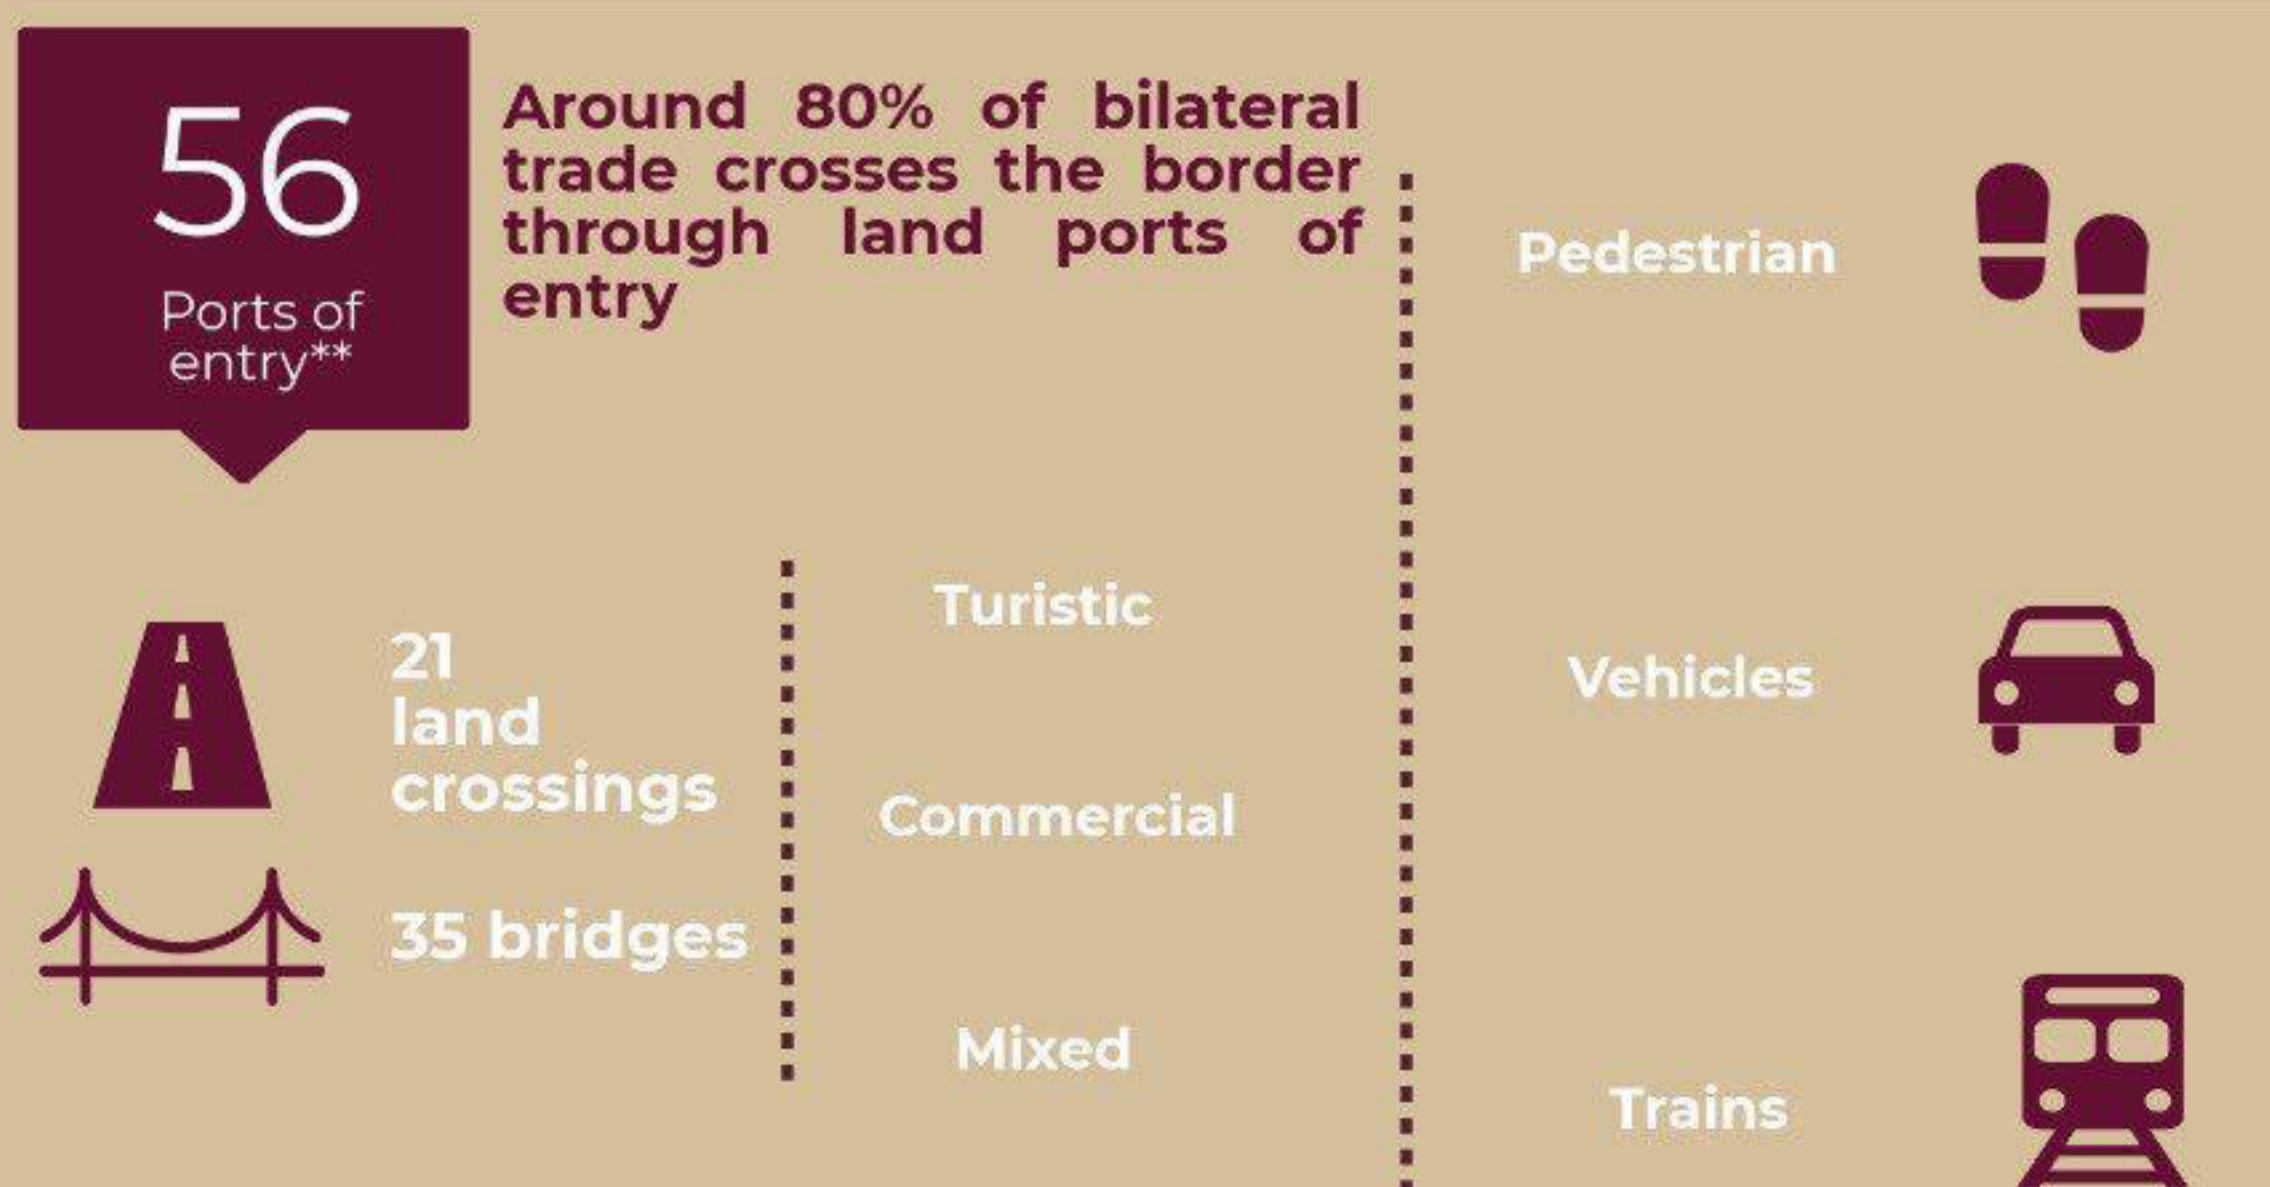 56
Ports of
entry**
Around 80% of bilateral
trade crosses the border
through land ports of
entry
21
land
crossings
35 bridges
Turistic
Commercial
Mixed
Pedestrian
Vehicles
Trains